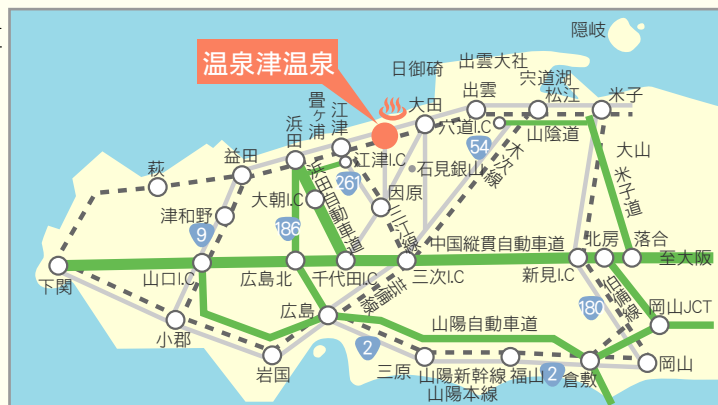 隠岐
温泉津温泉
日御碕
出雲大社
宍道湖
出雲
松江
米子
大田
畳ヶ浦
江津
浜田
江津I.C
宍道I.C
54
木次線
山陰道
大山
米子道
益田
萩
石見銀山
261
因原
大朝I.C
浜田自動車道
三江線
津和野
9
186
中国縦貫自動車道
北房
落合
至大阪
下関
山口I.C
広島北
千代田I.C
三次I.C
新見I.C
芸備線
伯備線
180
岡山JCT
広島
山陽自動車道
小郡
岩国
2
三原
山陽新幹線
山陽本線
福山
2
倉敷
岡山